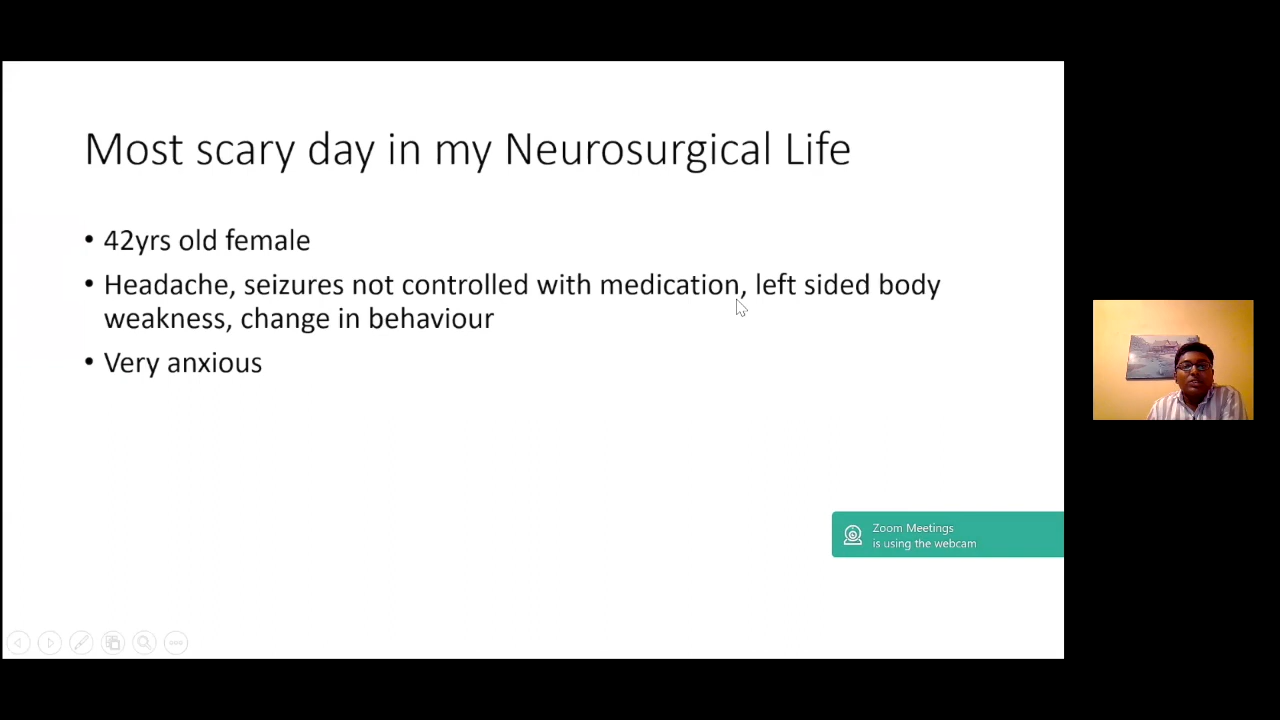 Most scary day in my Neurosurgical Life
• 42yrs old female
• Headache, seizures not controlled with medication, left sided body
weakness, change in behaviour
• Very anxious
Zoom Meetings
is using the webcam